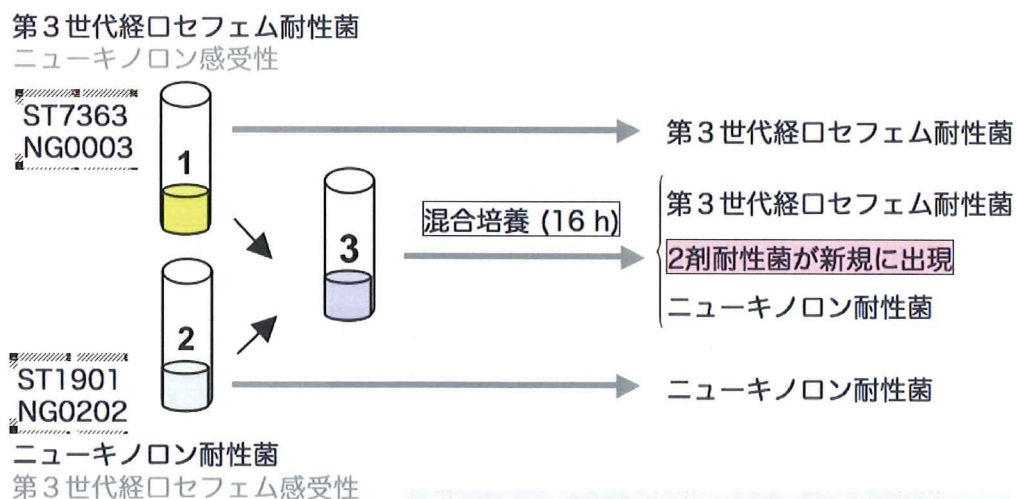 第3世代経口セフェム耐性菌
ニューキノロン感受性
ST7363
NG0003
1
第3世代経口セフェム耐性菌
3
混合培養 (16 h)
第3世代経口セフェム耐性菌
2剤耐性菌が新規に出現
ニューキノロン耐性菌
2
ST1901
NG0202
ニューキノロン耐性菌
ニューキノロン耐性菌
第3世代経口セフェム感受性